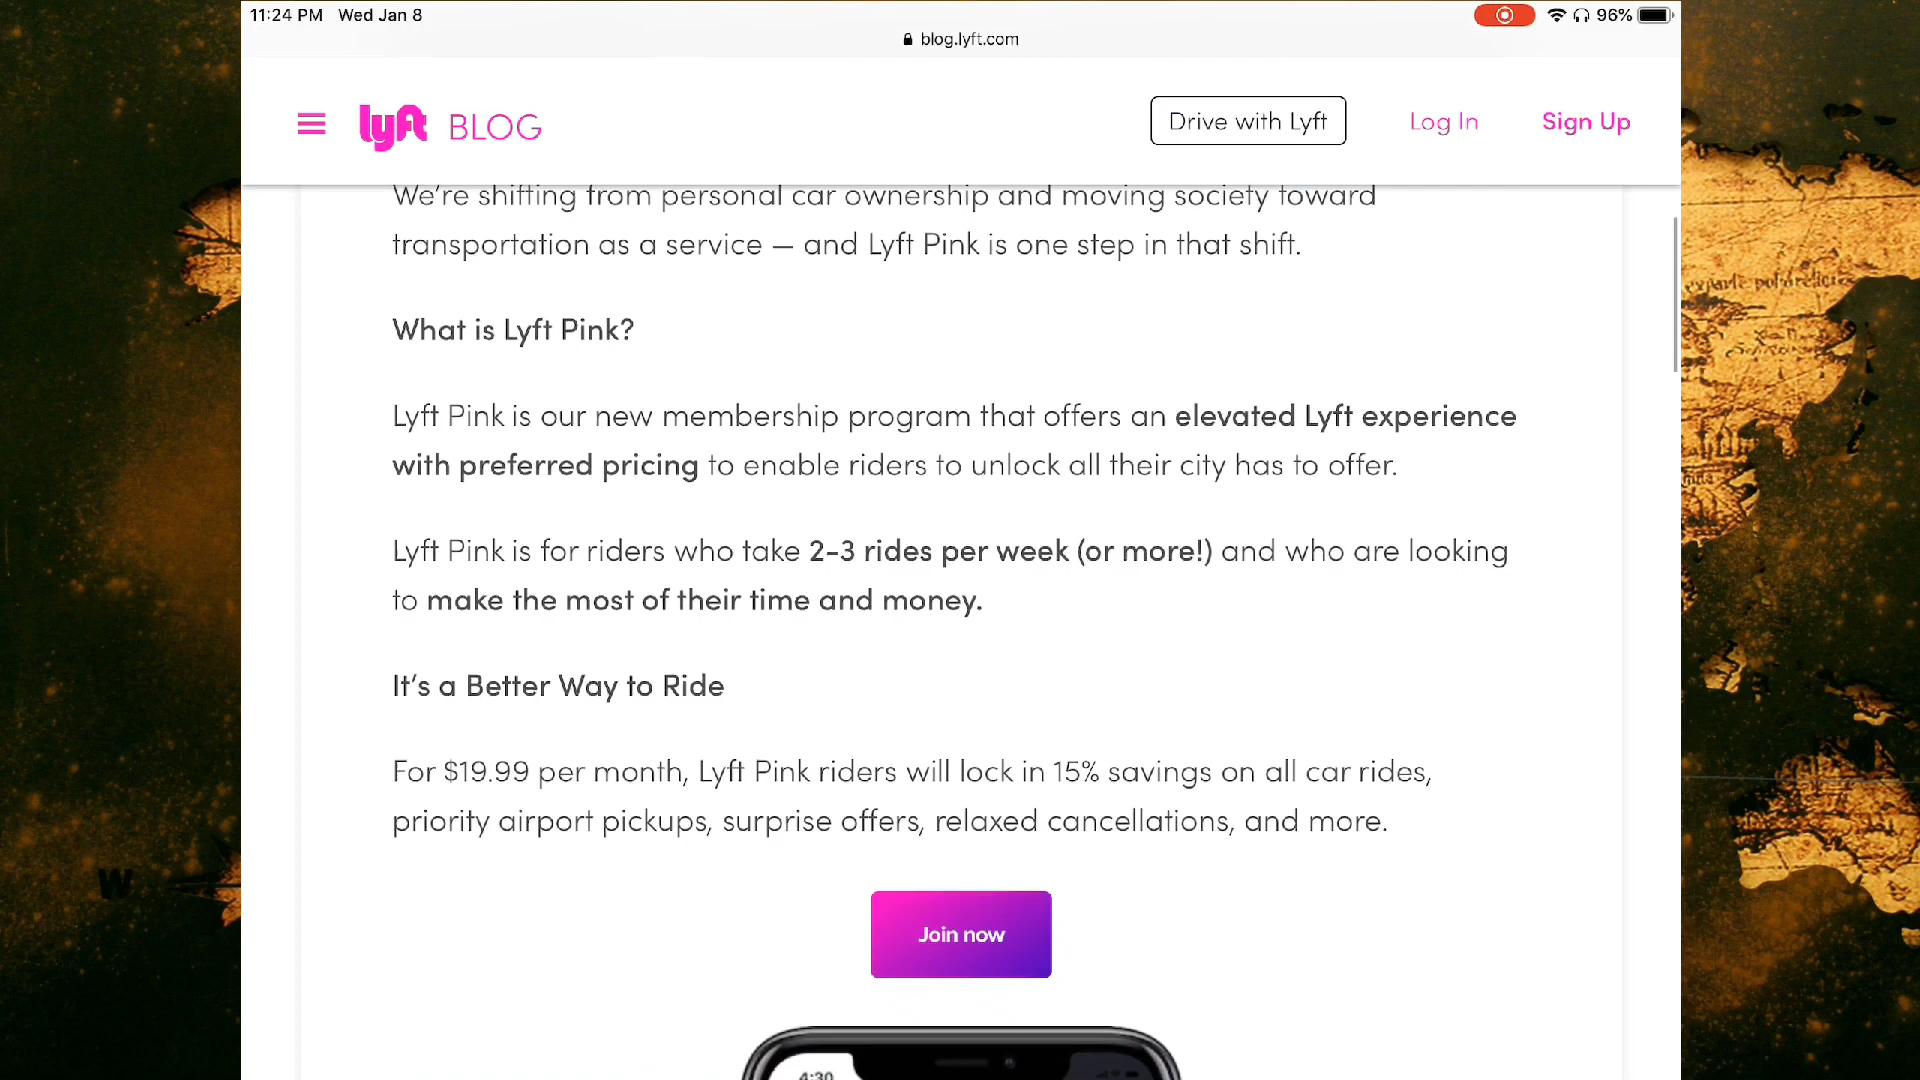 11:24 PM Wed Jan 8
96%
blog.lyft.com
lyft BLOG
Drive with Lyft
Log In
Sign Up
We're shifting from personal car ownership and moving society toward
transportation as a service — and Lyft Pink is one step in that shift.
What is Lyft Pink?
Lyft Pink is our new membership program that offers an elevated Lyft experience
with preferred pricing to enable riders to unlock all their city has to offer.
Lyft Pink is for riders who take 2-3 rides per week (or more!) and who are looking
to make the most of their time and money.
It's a Better Way to Ride
For $19.99 per month, Lyft Pink riders will lock in 15% savings on all car rides,
priority airport pickups, surprise offers, relaxed cancellations, and more.
Join now
4:30
W